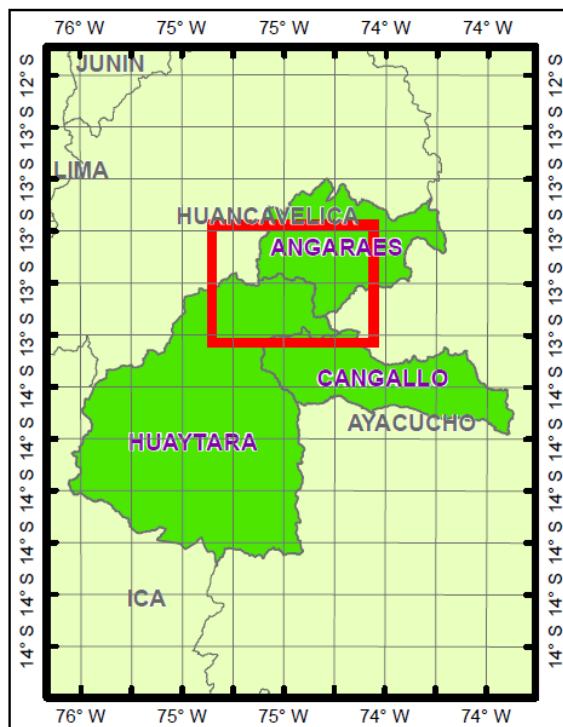 76° W 75° W 75° W 74° W 74° W
12° S 13° S 13° S 13° S 13° S 13° S 14° S 14° S 14° S 14° S 14° S 14° S
12° S 13° S 13° S 13° S 13° S 13° S 14° S 14° S 14° S 14° S 14° S 14° S
JUNIN
LIMA
HUANCAVELICA
ANGARAES
CANGALLO
AYACUCHO
HUAYTARA
ICA
76° W 75° W 75° W 74° W 74° W